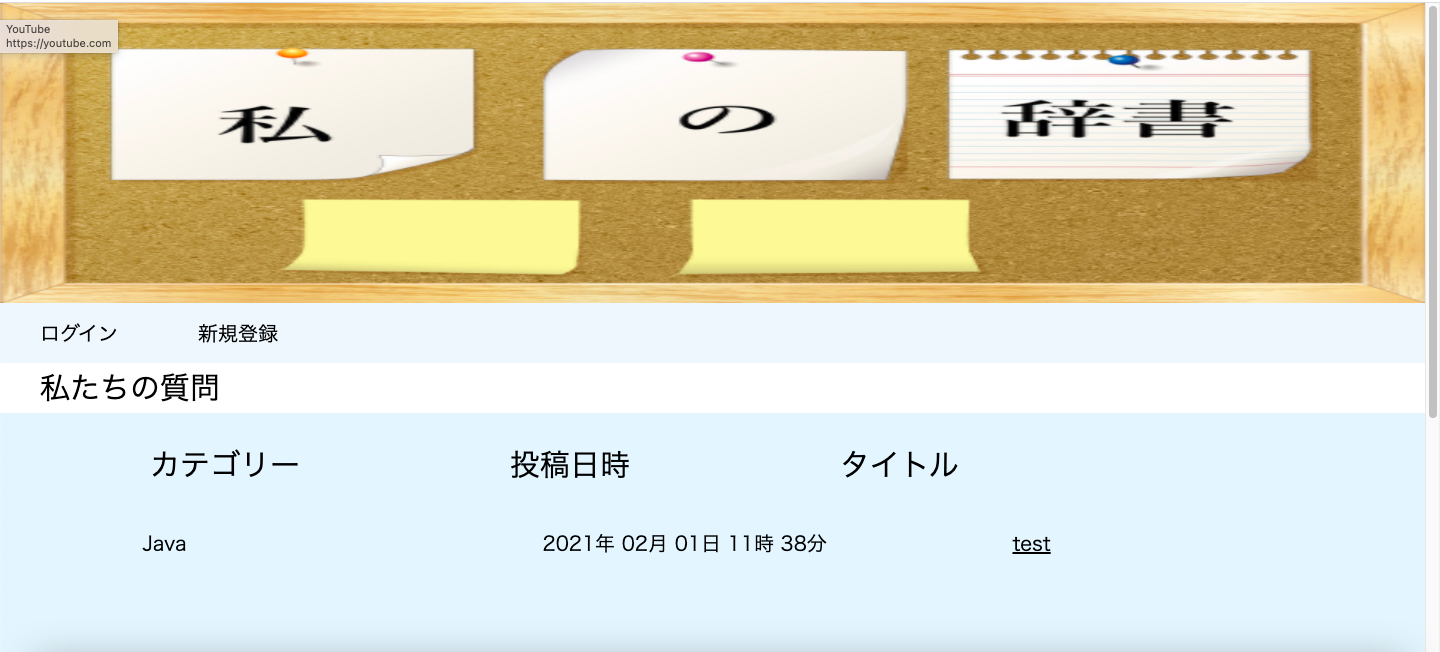 YouTube
https://youtube.com
私 の 辞書
ログイン 新規登録
私たちの質問
カテゴリー 投稿日時 タイトル
Java 2021年 02月 01日 11時 38分 test